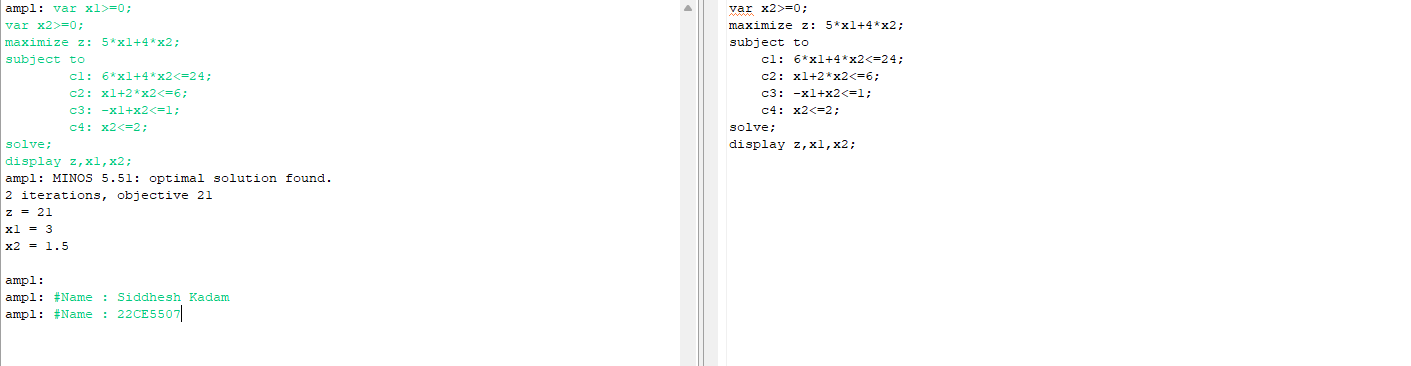 ampl: var x1>=0;
var x2>=0;
maximize z: 5*x1+4*x2;
subject to
        c1: 6*x1+4*x2<=24;
        c2: x1+2*x2<=6;
        c3: -x1+x2<=1;
        c4: x2<=2;
solve;
display z,x1,x2;
ampl: MINOS 5.51: optimal solution found.
2 iterations, objective 21
z = 21
x1 = 3
x2 = 1.5
ampl:
ampl: #Name : Siddhesh Kadam
ampl: #Name : 22CE5507
var x2>=0;
maximize z: 5*x1+4*x2;
subject to
    c1: 6*x1+4*x2<=24;
    c2: x1+2*x2<=6;
    c3: -x1+x2<=1;
    c4: x2<=2;
solve;
display z,x1,x2;